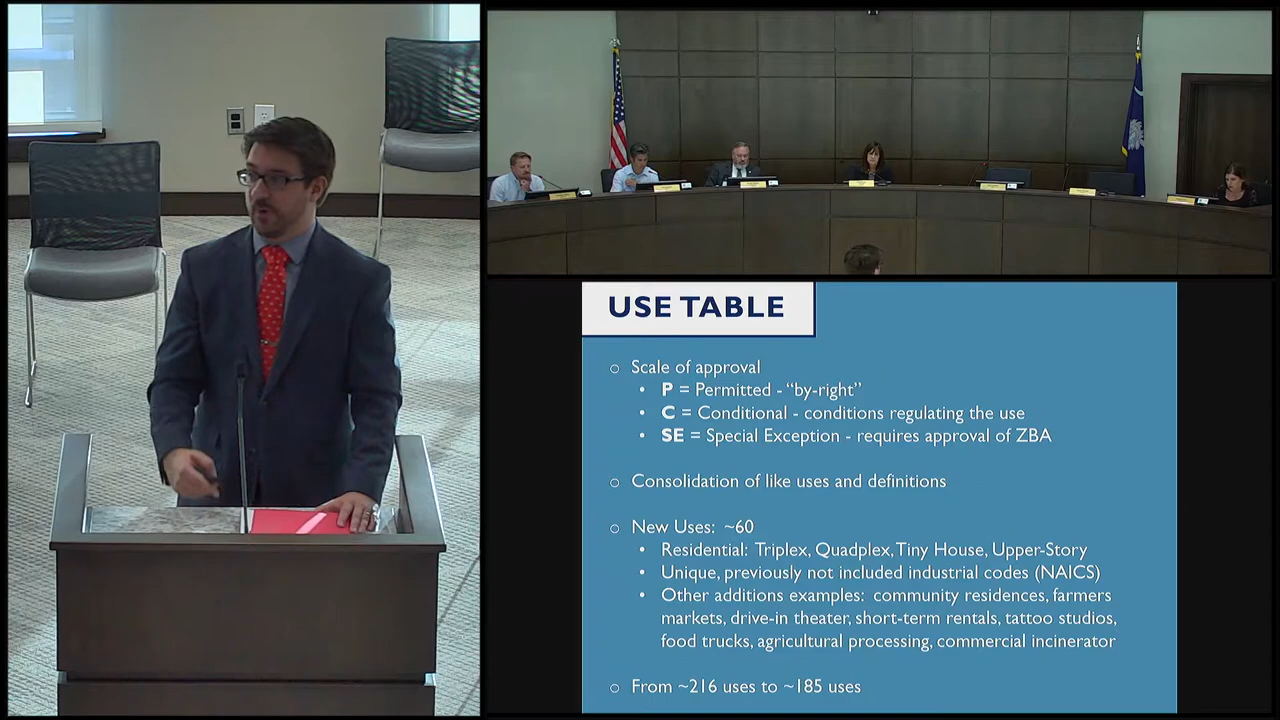 USE TABLE
○ Scale of approval
• P = Permitted - “by-right”
• C = Conditional - conditions regulating the use
• SE = Special Exception - requires approval of ZBA
○ Consolidation of like uses and definitions
○ New Uses: ~60
• Residential: Triplex, Quadplex, Tiny House, Upper-Story
• Unique, previously not included industrial codes (NAICS)
• Other additions examples: community residences, farmers
markets, drive-in theater, short-term rentals, tattoo studios,
food trucks, agricultural processing, commercial incinerator
○ From ~216 uses to ~185 uses